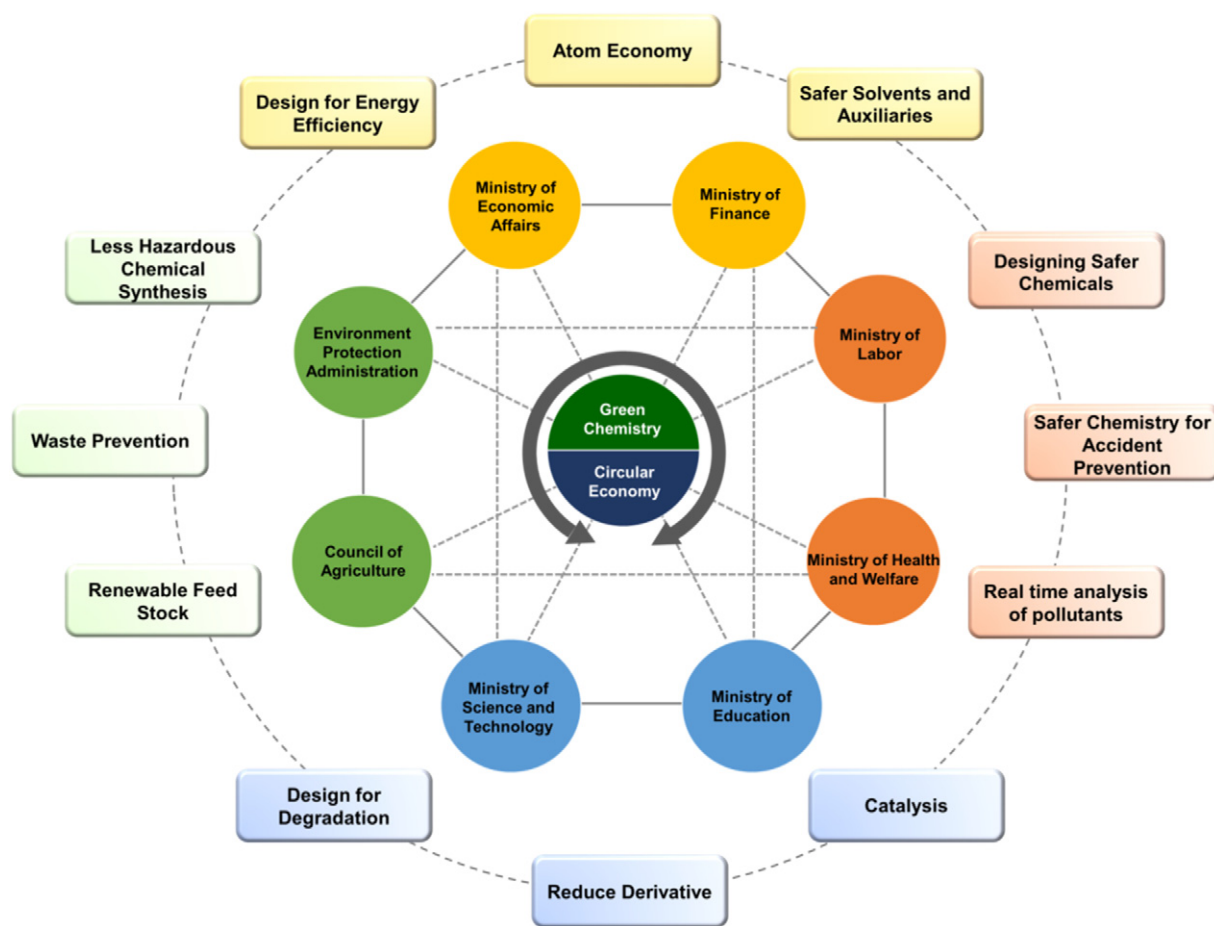 Atom Economy
Design for Energy
Efficiency
Safer Solvents and
Auxiliaries
Ministry of
Economic
Affairs
Ministry of
Finance
Less Hazardous
Chemical
Synthesis
Designing Safer
Chemicals
Environment
Protection
Administration
Ministry of
Labor
Green
Chemistry
Circular
Economy
Waste Prevention
Safer Chemistry for
Accident
Prevention
Council of
Agriculture
Ministry of Health
and Welfare
Renewable Feed
Stock
Real time analysis
of pollutants
Ministry of
Science and
Technology
Ministry of
Education
Design for
Degradation
Catalysis
Reduce Derivative